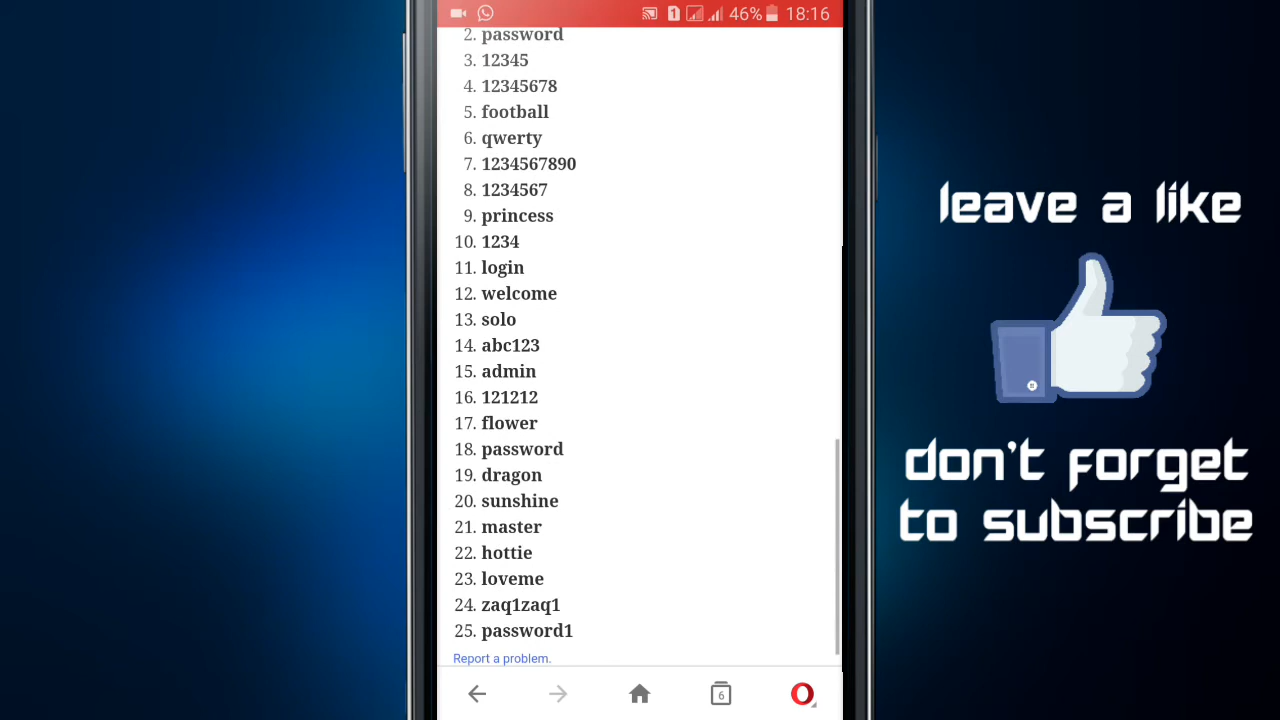 46% 18:16
2. password
3. 12345
4. 12345678
5. football
6. qwerty
7. 1234567890
8. 1234567
9. princess
10. 1234
11. login
12. welcome
13. solo
14. abc123
15. admin
16. 121212
17. flower
18. password
19. dragon
20. sunshine
21. master
22. hottie
23. loveme
24. zaq1zaq1
25. password1
Report a problem.
6
leave a like
don't forget
to subscribe